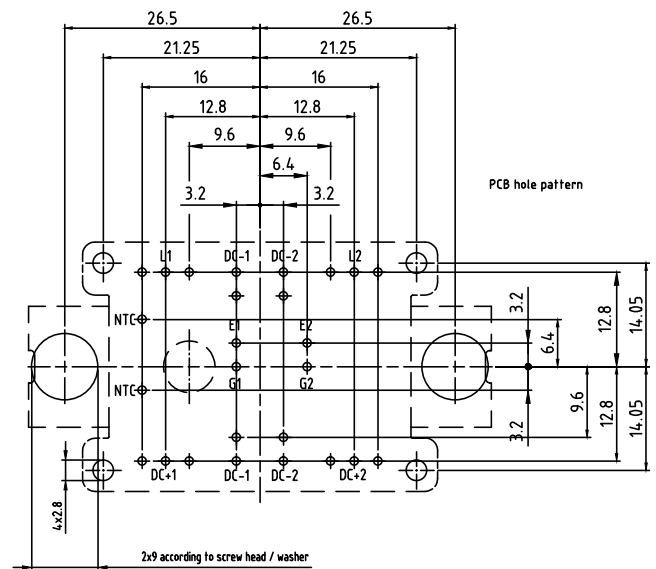 26.5 26.5
21.25 21.25
16 16
12.8 12.8
9.6 9.6
6.4
3.2 3.2
PCB hole pattern
L1 DC-1 DC-2 L2
NTC
E1 E2
G1 G2
NTC
3.2
6.4
12.8
14.05
3.2
9.6
12.8
14.05
DC+1 DC-1 DC-2 DC+2
4x2.8
2x9 according to screw head / washer